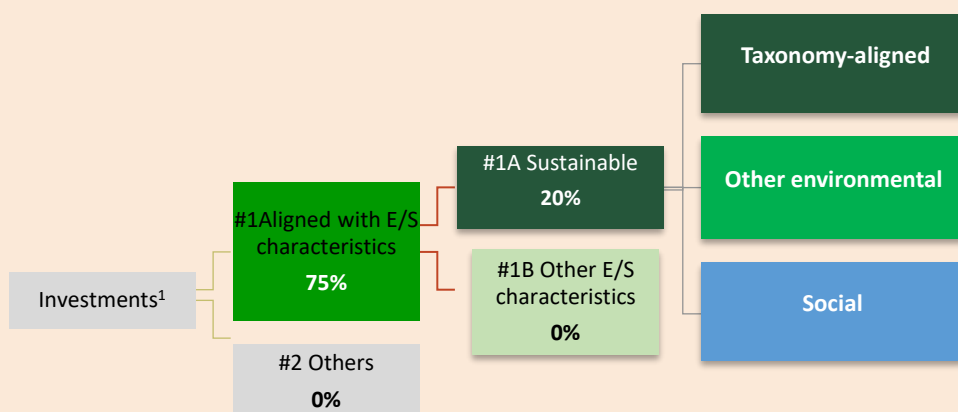 Investments¹
#1Aligned with E/S
characteristics
75%
#2 Others
0%
#1A Sustainable
20%
#1B Other E/S
characteristics
0%
Taxonomy-aligned
Other environmental
Social